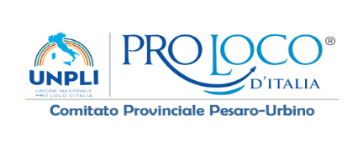 UNPLI
UNIONE NAZIONALE
PRO LOCO D'ITALIA
PRO LOCO®
D'ITALIA
Comitato Provinciale Pesaro-Urbino